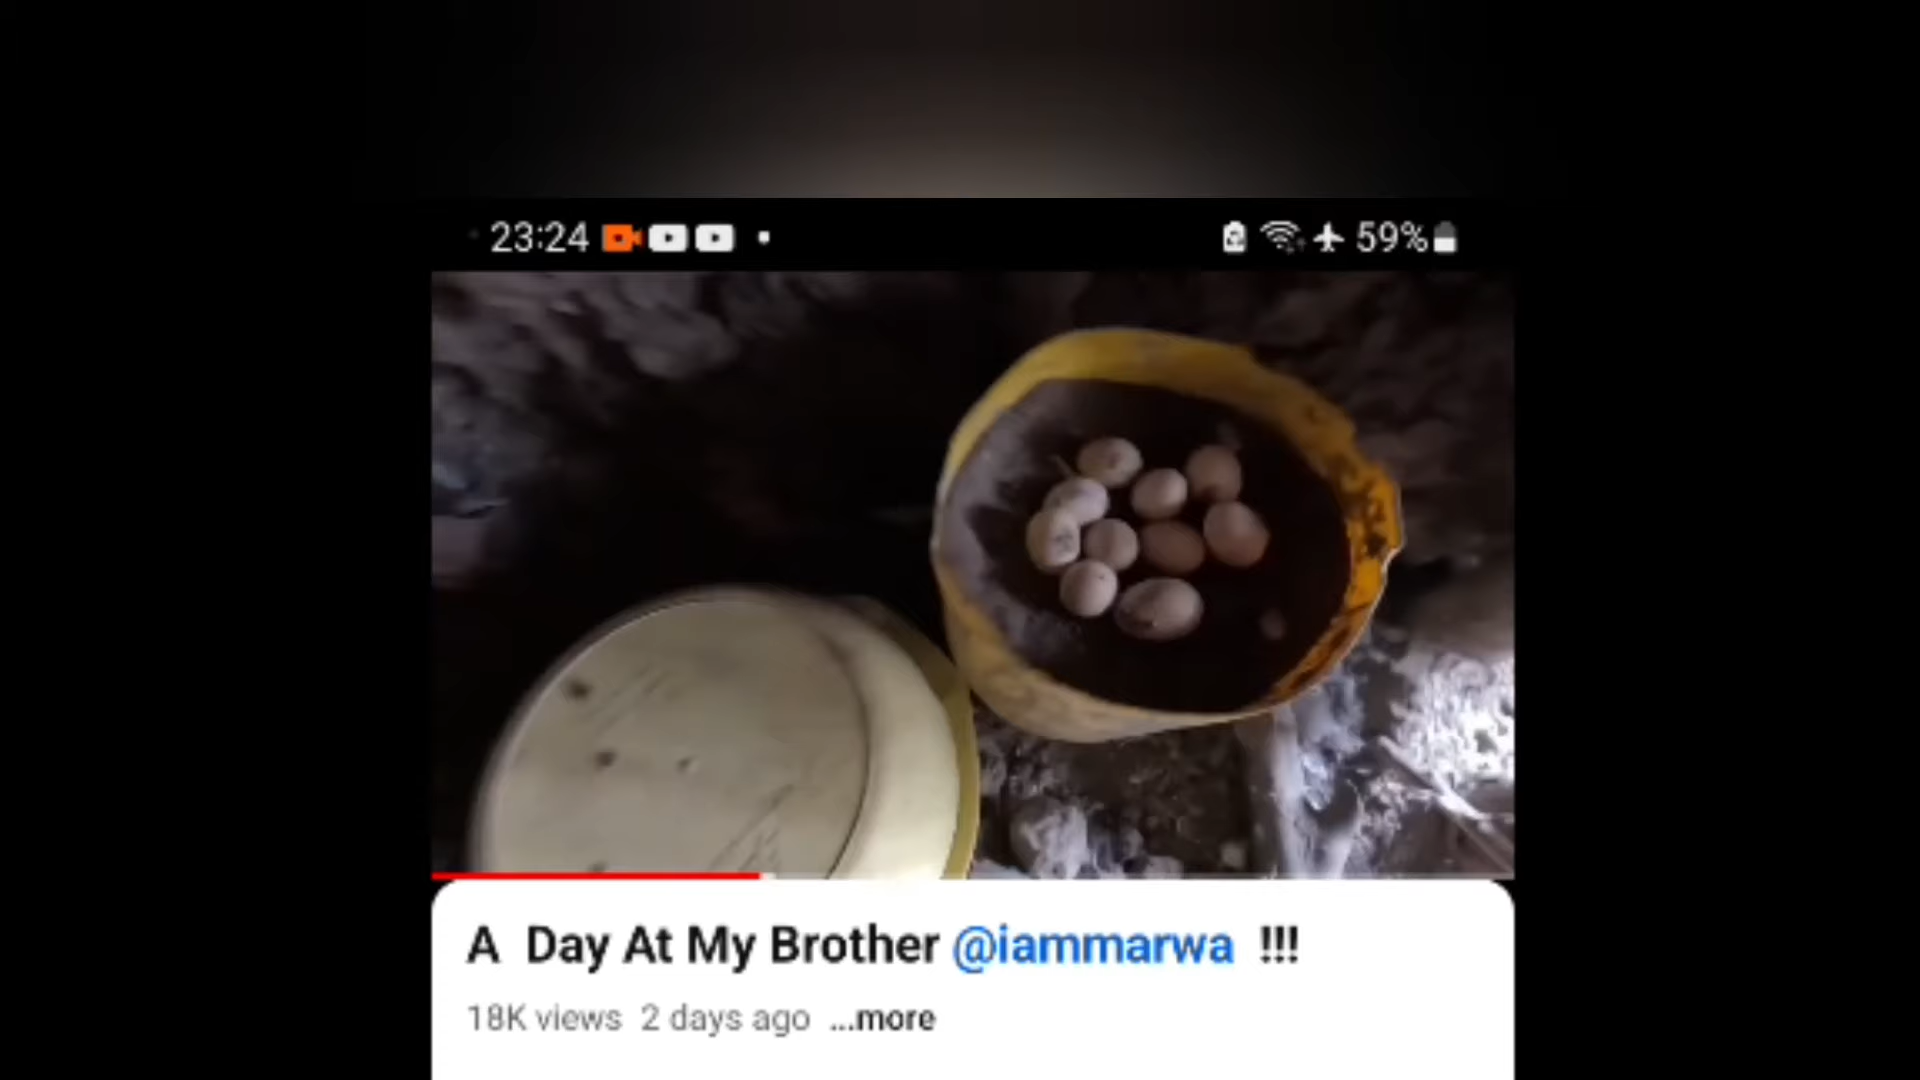 23:24 59%
A Day At My Brother @iammarwa !!!
18K views 2 days ago ...more